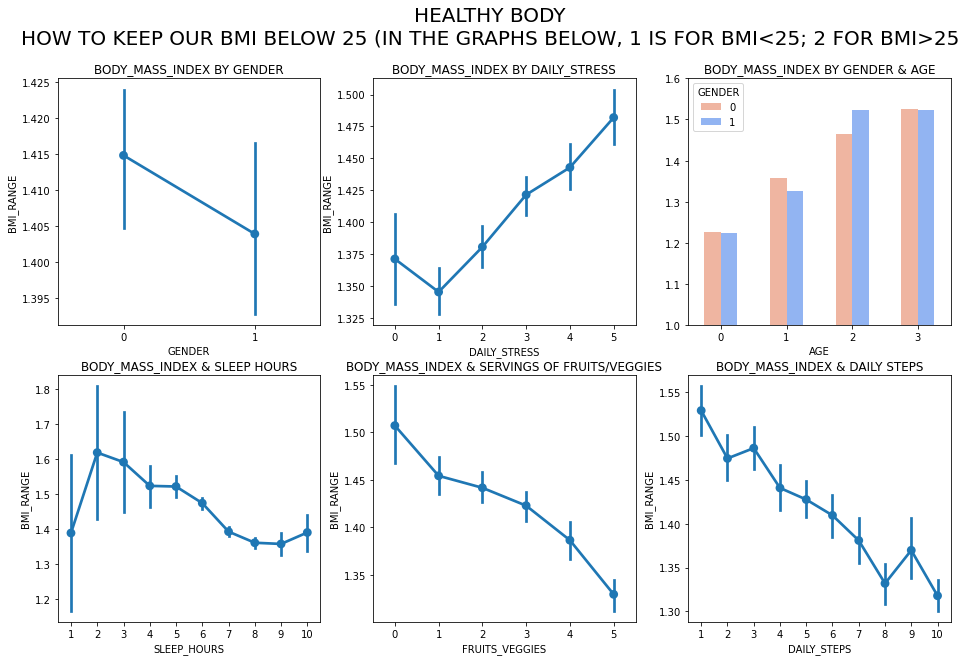 HEALTHY BODY
HOW TO KEEP OUR BMI BELOW 25 (IN THE GRAPHS BELOW, 1 IS FOR BMI<25; 2 FOR BMI>25
BODY_MASS_INDEX BY GENDER
1.425
1.420
1.415
1.410
1.405
1.400
1.395
BMI_RANGE
0 1
GENDER
BODY_MASS_INDEX BY DAILY_STRESS
1.500
1.475
1.450
1.425
1.400
1.375
1.350
1.320
BMI_RANGE
0 1 2 3 4 5
DAILY_STRESS
BODY_MASS_INDEX BY GENDER & AGE
GENDER
0
1
1.6
1.5
1.4
1.3
1.2
1.1
1.0
BMI_RANGE
0 1 2 3
AGE
BODY_MASS_INDEX & SLEEP HOURS
1.8
1.7
1.6
1.5
1.4
1.3
1.2
BMI_RANGE
1 2 3 4 5 6 7 8 9 10
SLEEP_HOURS
BODY_MASS_INDEX & SERVINGS OF FRUITS/VEGGIES
1.55
1.50
1.45
1.40
1.35
BMI_RANGE
0 1 2 3 4 5
FRUITS_VEGGIES
BODY_MASS_INDEX & DAILY STEPS
1.55
1.50
1.45
1.40
1.35
1.30
BMI_RANGE
1 2 3 4 5 6 7 8 9 10
DAILY_STEPS